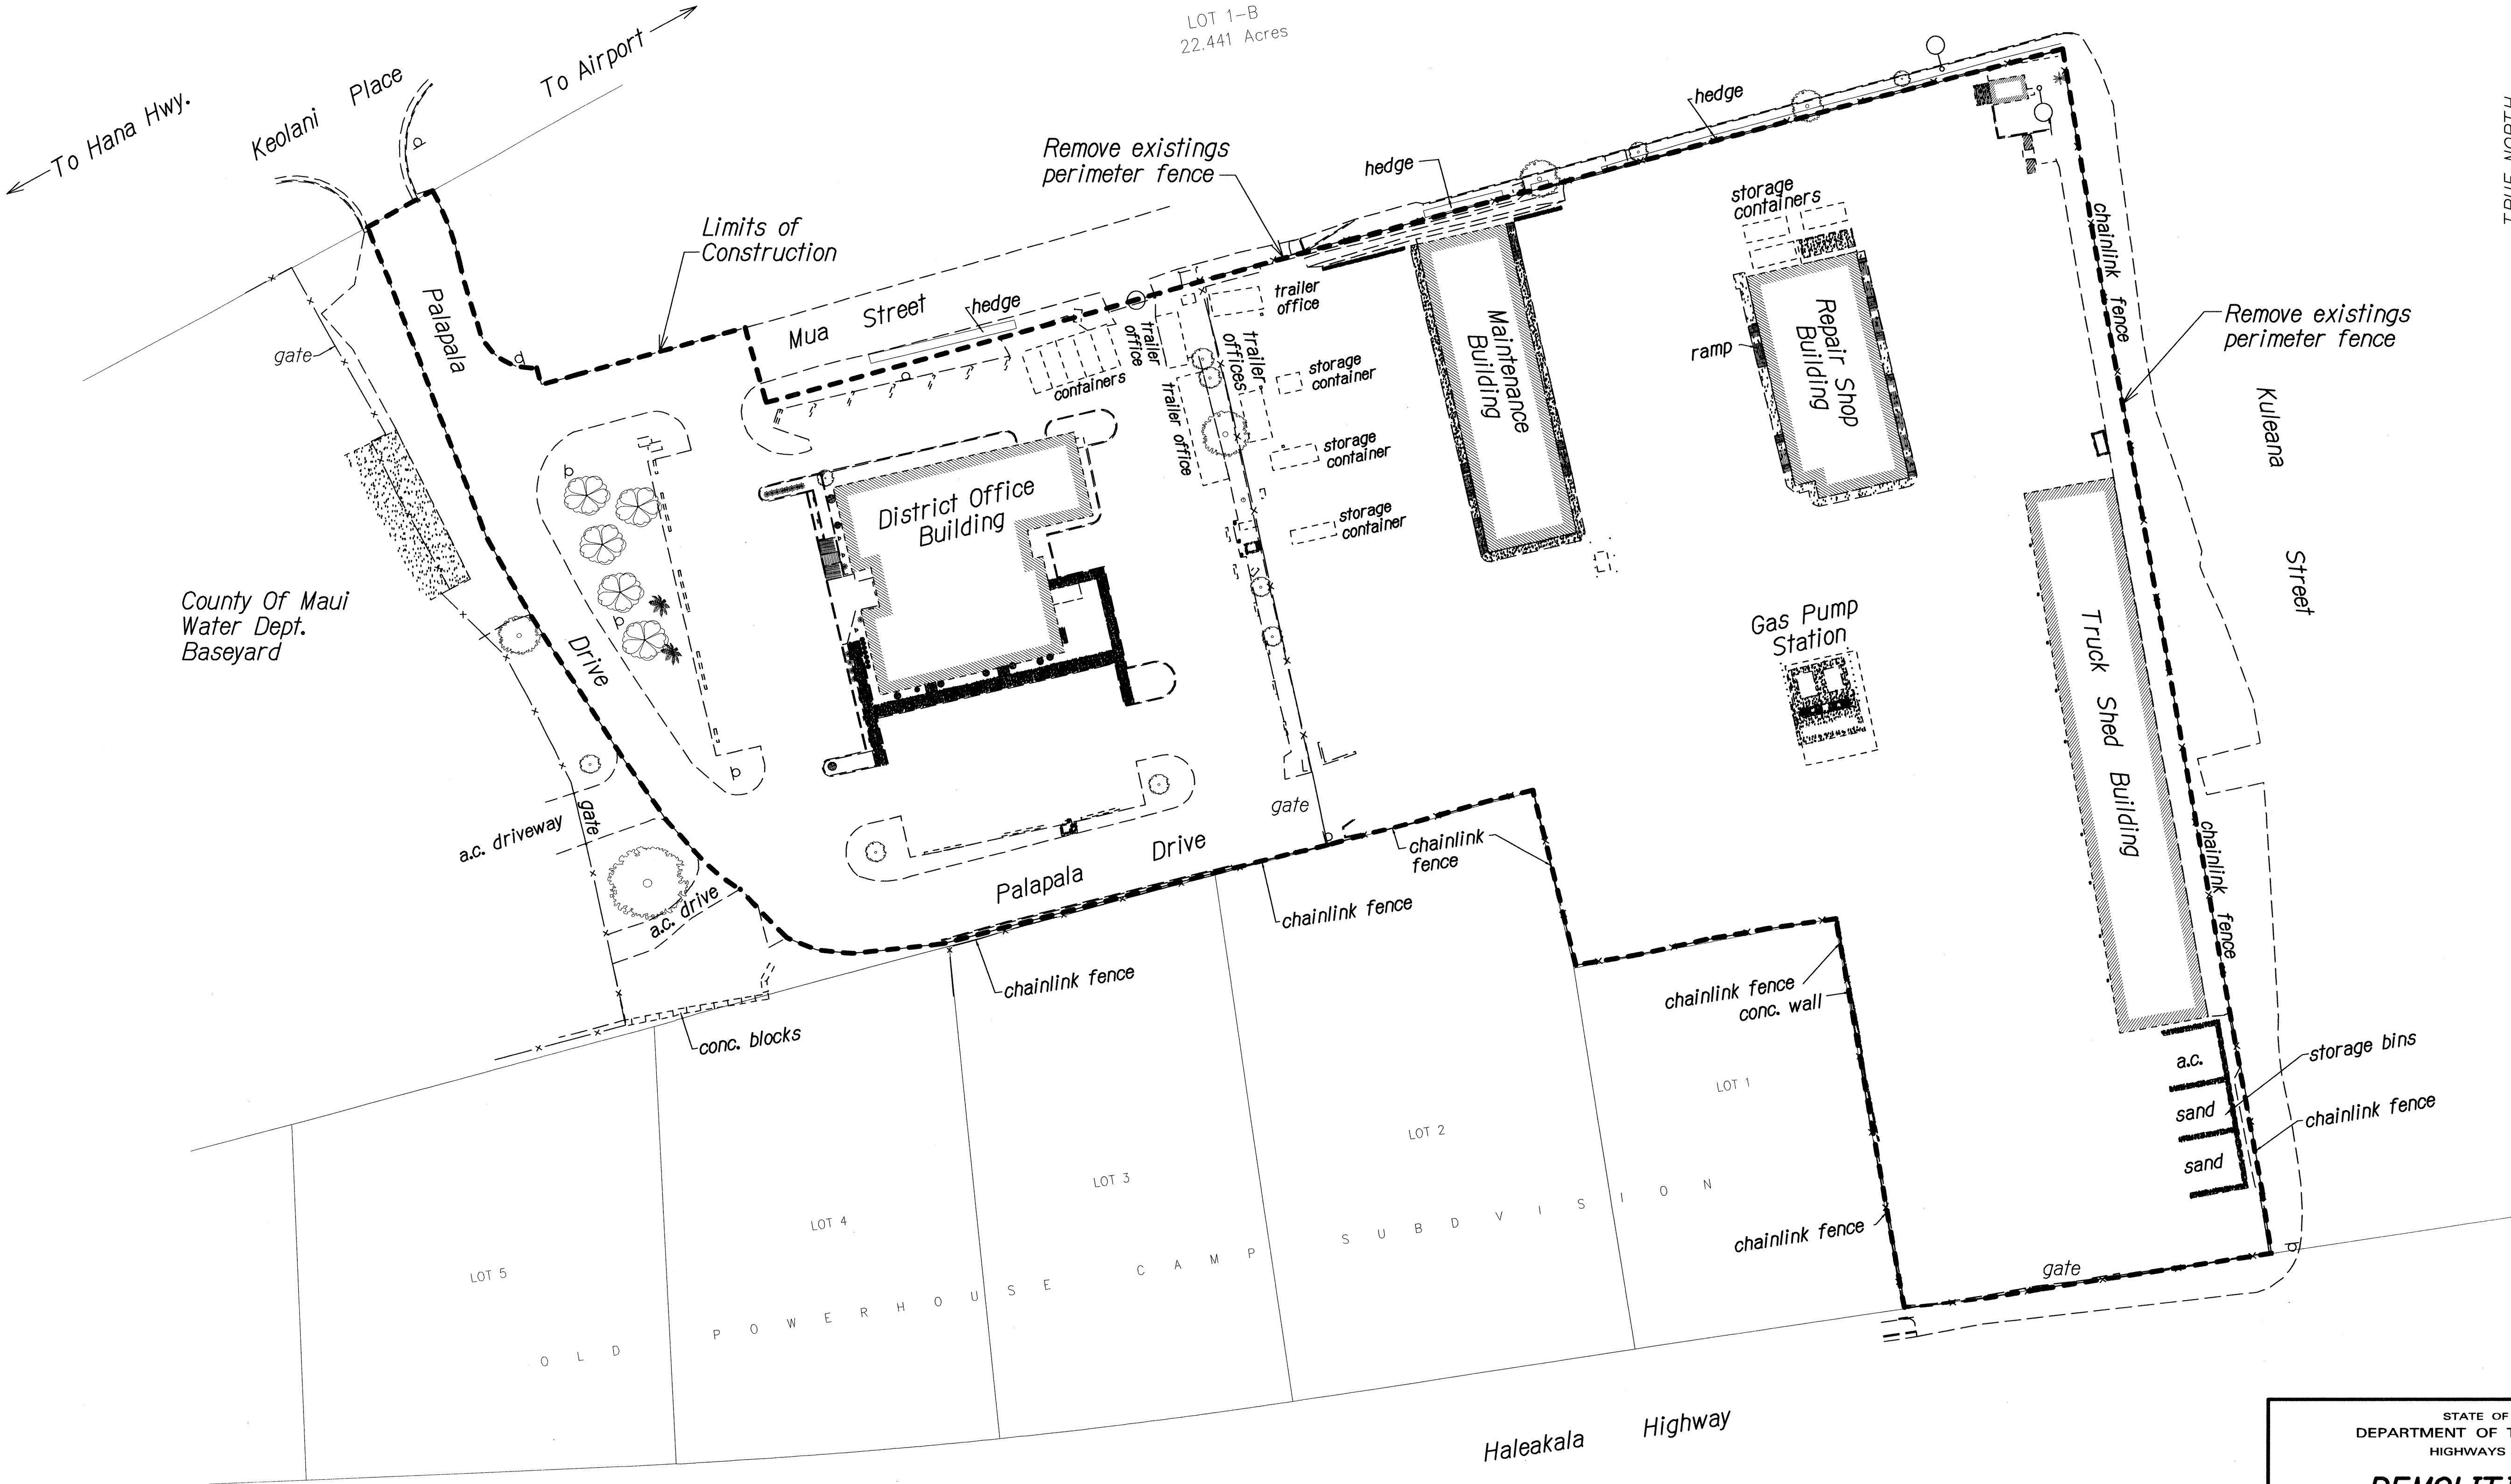 LOT 1-B
22.441 Acres
To Hana Hwy.
Keolani Place
To Airport
Remove existings
perimeter fence
hedge
hedge
Limits of
Construction
storage
containers
chainlink fence
Palapala
Mua Street
hedge
gate
trailer
office
trailer
office
trailer
offices
containers
trailer office
storage
container
storage
container
storage
container
Maintenance
Building
ramp
Repair Shop
Building
Remove existings
perimeter fence
Kuleana
Street
District Office
Building
County Of Maui
Water Dept.
Baseyard
Drive
Gas Pump
Station
Truck Shed Building
gate
a.c. driveway
gate
a.c. drive
Palapala Drive
chainlink
fence
chainlink fence
chainlink fence
chainlink fence
chainlink fence
conc. wall
conc. blocks
a.c.
sand
sand
storage bins
chainlink fence
LOT 1
LOT 2
LOT 3
LOT 4
LOT 5
OLD POWERHOUSE CAMP SUBDVISION
chainlink fence
gate
Haleakala Highway
STATE OF
DEPARTMENT OF T
HIGHWAYS